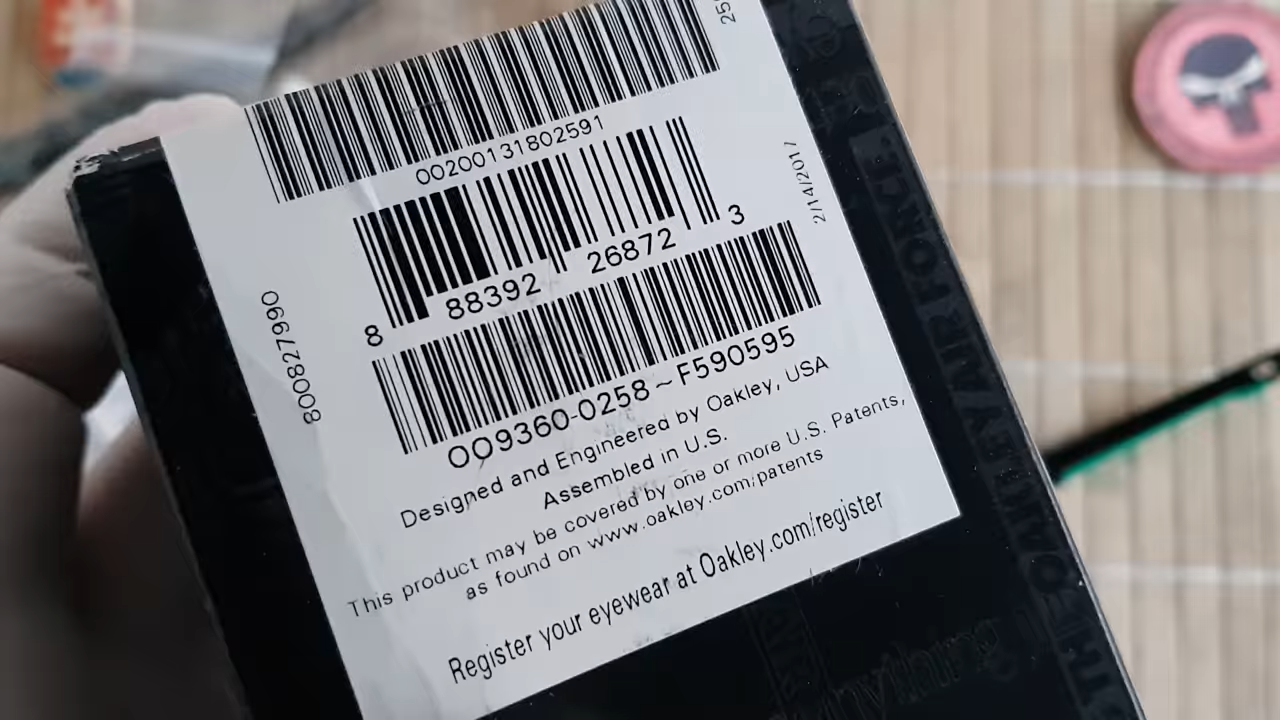 25
00200131802591
2/14/2017
8 88392 26872 3
800827990
OO9360-0258~F590595
Designed and Engineered by Oakley, USA
Assembled in U.S.
This product may be covered by one or more U.S. Patents,
as found on www.oakley.com/patents
Register your eyewear at Oakley.com/register